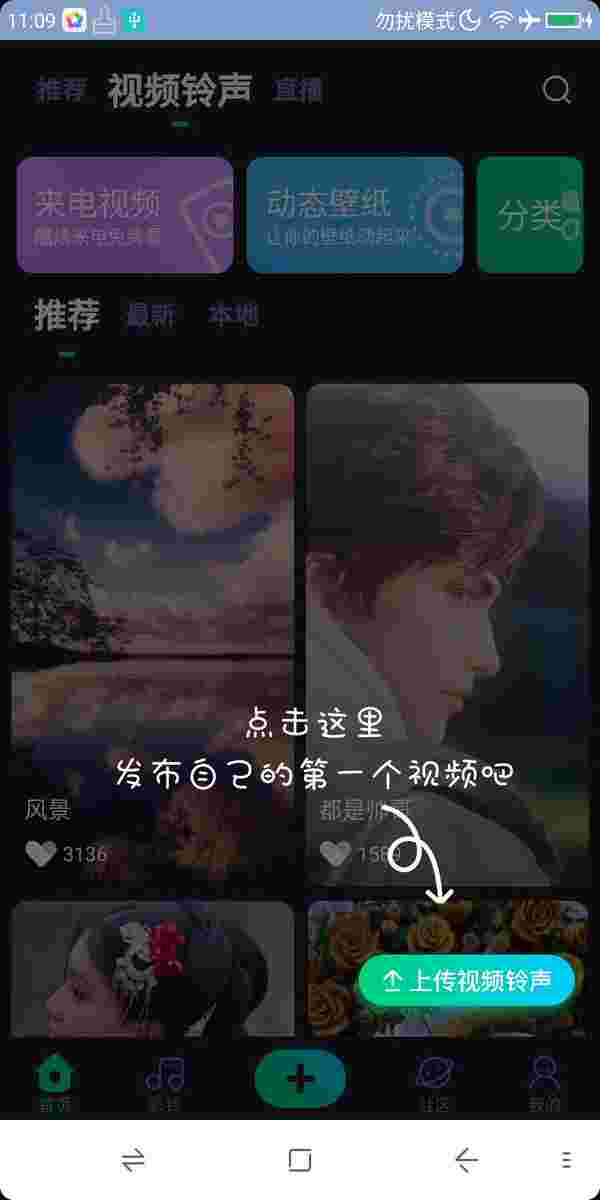 11:09
勿扰模式
推荐 视频铃声 直播
来电视频
动态壁纸
让你的壁纸动起来
分类
推荐 最新 本地
点击这里
发布自己的第一个视频吧
风景
都是帅哥
3136
158
上传视频铃声
首页
社区
我的